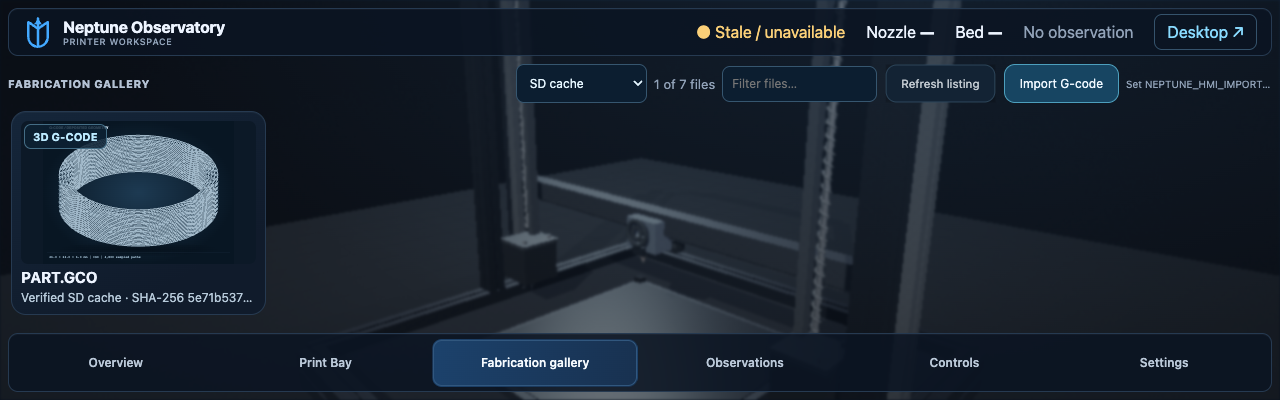 Neptune Observatory
PRINTER WORKSPACE
Stale / unavailable
Nozzle —
Bed —
No observation
Desktop ↗
FABRICATION GALLERY
SD cache
1 of 7 files
Filter files...
Refresh listing
Import G-code
Set NEPTUNE_HMI_IMPORT...
3D G-CODE
PART.GCO
Verified SD cache · SHA-256 5e71b537...
Overview
Print Bay
Fabrication gallery
Observations
Controls
Settings